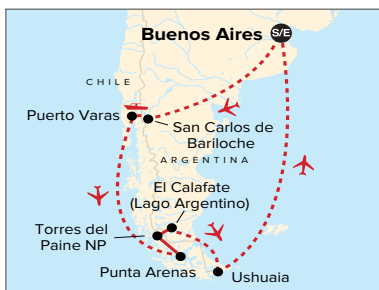 Buenos Aires
S/E
CHILE
Puerto Varas
San Carlos de
Bariloche
ARGENTINA
El Calafate
(Lago Argentino)
Torres del
Paine NP
Punta Arenas
Ushuaia